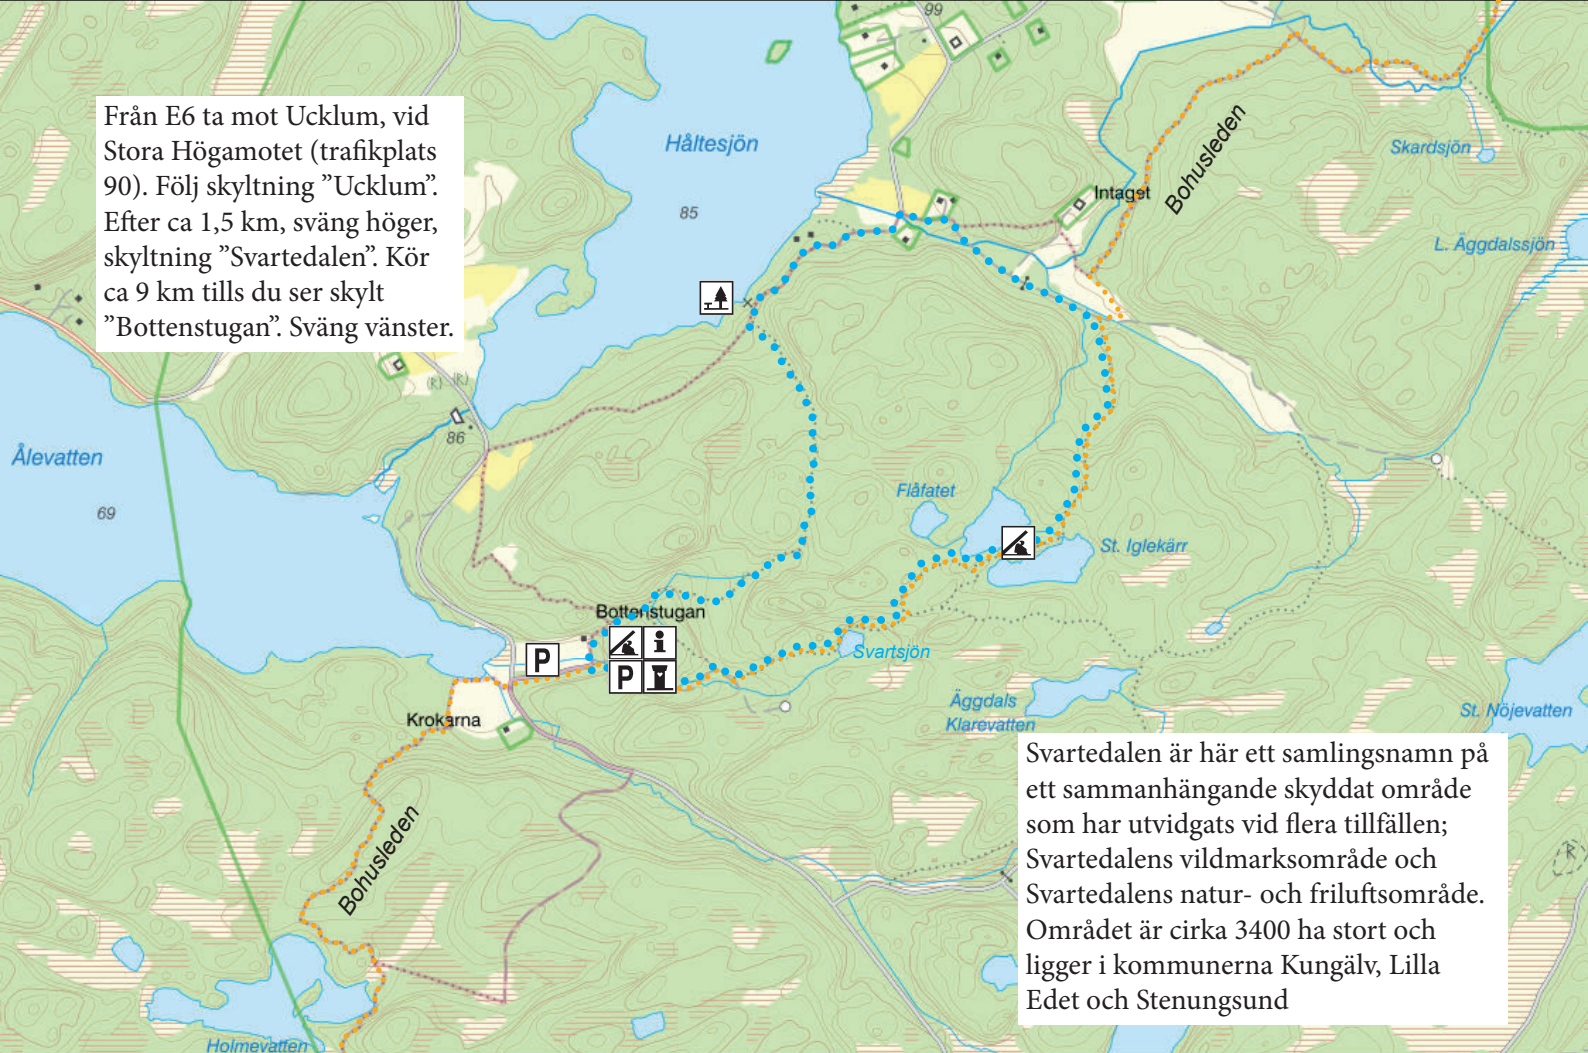 99
Från E6 ta mot Ucklum, vid
Stora Högamotet (trafikplats
90). Följ skyltning ”Ucklum”.
Efter ca 1,5 km, sväng höger,
skyltning ”Svartedalen”. Kör
ca 9 km tills du ser skylt
”Bottenstugan”. Sväng vänster.
Håltesjön
85
Bohusleden
Skardsjön
Intaget
L. Äggdalssjön
(R) (R)
86
Ålevatten
69
Flåfatet
St. Iglekärr
Bottenstugan
i
P
P
Svartsjön
Äggdals
Klarevatten
St. Nöjevatten
Krokarna
Bohusleden
Svartedalen är här ett samlingsnamn på
ett sammanhängande skyddat område
som har utvidgats vid flera tillfällen;
Svartedalens vildmarksområde och
Svartedalens natur- och friluftsområde.
Området är cirka 3400 ha stort och
ligger i kommunerna Kungälv, Lilla
Edet och Stenungsund
R
Holmevatten